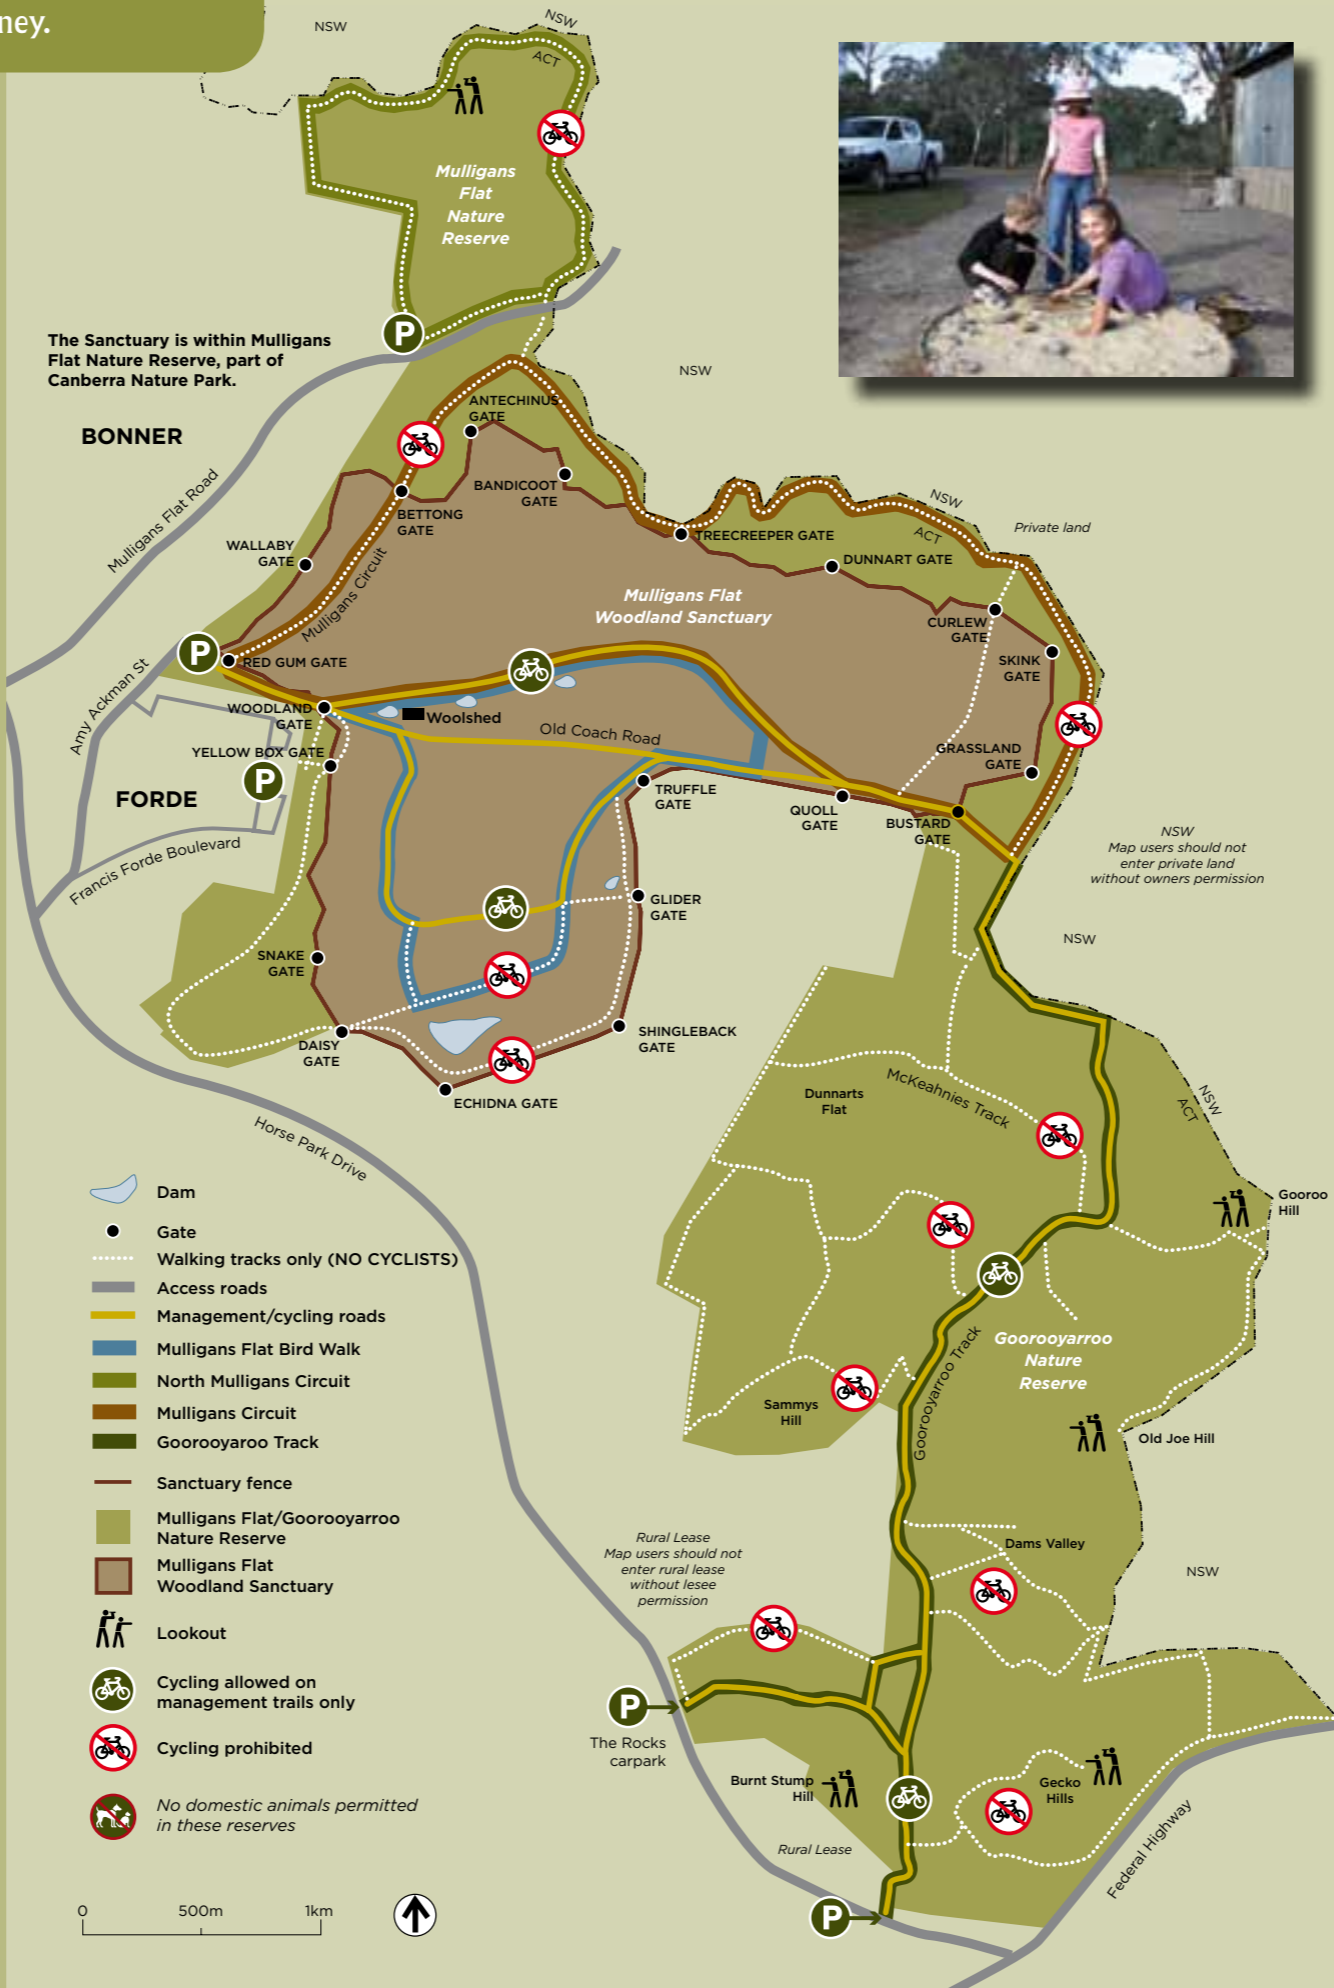 ney.
NSW
NSW
ACT
Mulligans
Flat
Nature
Reserve
P
The Sanctuary is within Mulligans
Flat Nature Reserve, part of
Canberra Nature Park.
NSW
BONNER
Mulligans Flat Road
ANTECHINUS
GATE
BANDICOOT
GATE
BETTONG
GATE
WALLABY
GATE
Mulligans Circuit
TREECREEPER GATE
NSW
ACT
Private land
DUNNART GATE
Mulligans Flat
Woodland Sanctuary
CURLEW
GATE
SKINK
GATE
P
RED GUM GATE
Amy Ackman St
WOODLAND
GATE
Woolshed
Old Coach Road
YELLOW BOX GATE
P
GRASSLAND
GATE
FORDE
TRUFFLE
GATE
QUOLL
GATE
BUSTARD
GATE
Francis Forde Boulevard
NSW
Map users should not
enter private land
without owners permission
GLIDER
GATE
NSW
SNAKE
GATE
DAISY
GATE
SHINGLEBACK
GATE
ECHIDNA GATE
Horse Park Drive
Dunnarts
Flat
McKeahnies Track
NSW
ACT
Gooroo
Hill
Goorooyarroo
Nature
Reserve
Goorooyarroo Track
Sammys
Hill
Old Joe Hill
Dams Valley
NSW
Rural Lease
Map users should not
enter rural lease
without lesee
permission
P
The Rocks
carpark
Burnt Stump
Hill
Gecko
Hills
Rural Lease
Federal Highway
P
Dam
Gate
Walking tracks only (NO CYCLISTS)
Access roads
Management/cycling roads
Mulligans Flat Bird Walk
North Mulligans Circuit
Mulligans Circuit
Goorooyaroo Track
Sanctuary fence
Mulligans Flat/Goorooyarroo
Nature Reserve
Mulligans Flat
Woodland Sanctuary
Lookout
Cycling allowed on
management trails only
Cycling prohibited
No domestic animals permitted
in these reserves
0 500m 1km